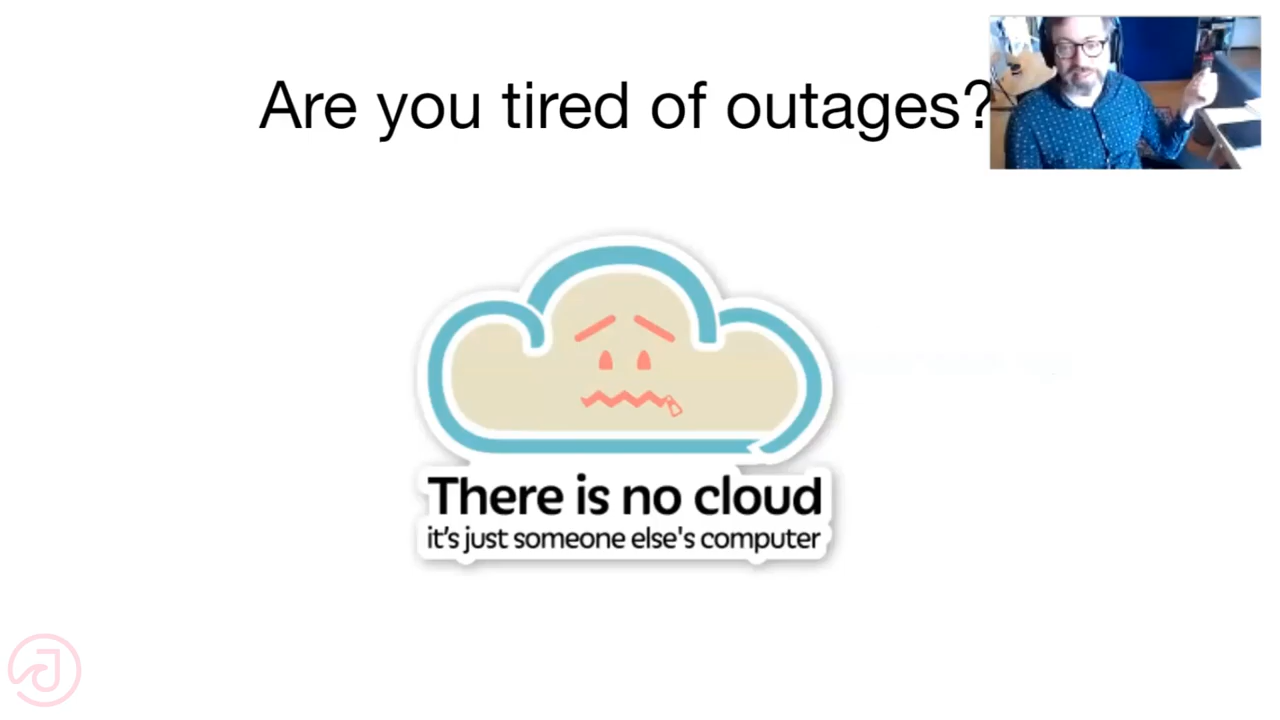 Are you tired of outages?
There is no cloud
it's just someone else's computer